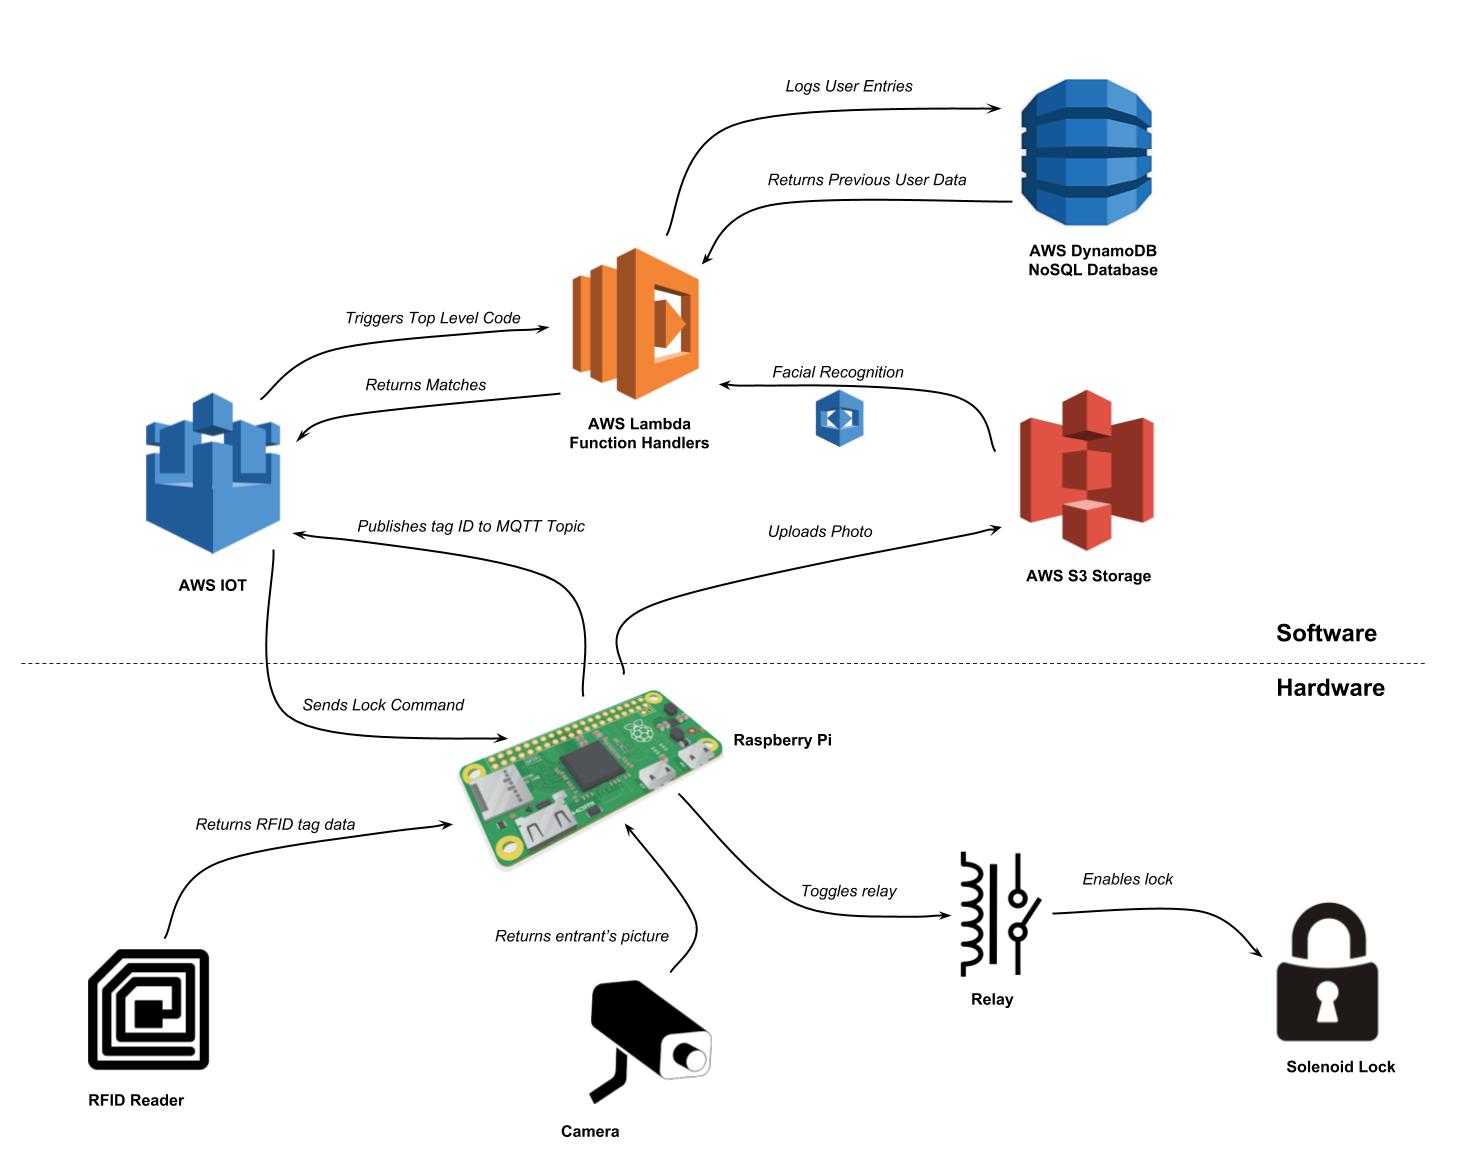 Logs User Entries
Returns Previous User Data
AWS DynamoDB
NoSQL Database
Triggers Top Level Code
Returns Matches
Facial Recognition
AWS Lambda
Function Handlers
Publishes tag ID to MQTT Topic
Uploads Photo
AWS IOT
AWS S3 Storage
Software
Hardware
Sends Lock Command
Raspberry Pi
Returns RFID tag data
Toggles relay
Enables lock
Returns entrant's picture
Relay
Solenoid Lock
RFID Reader
Camera